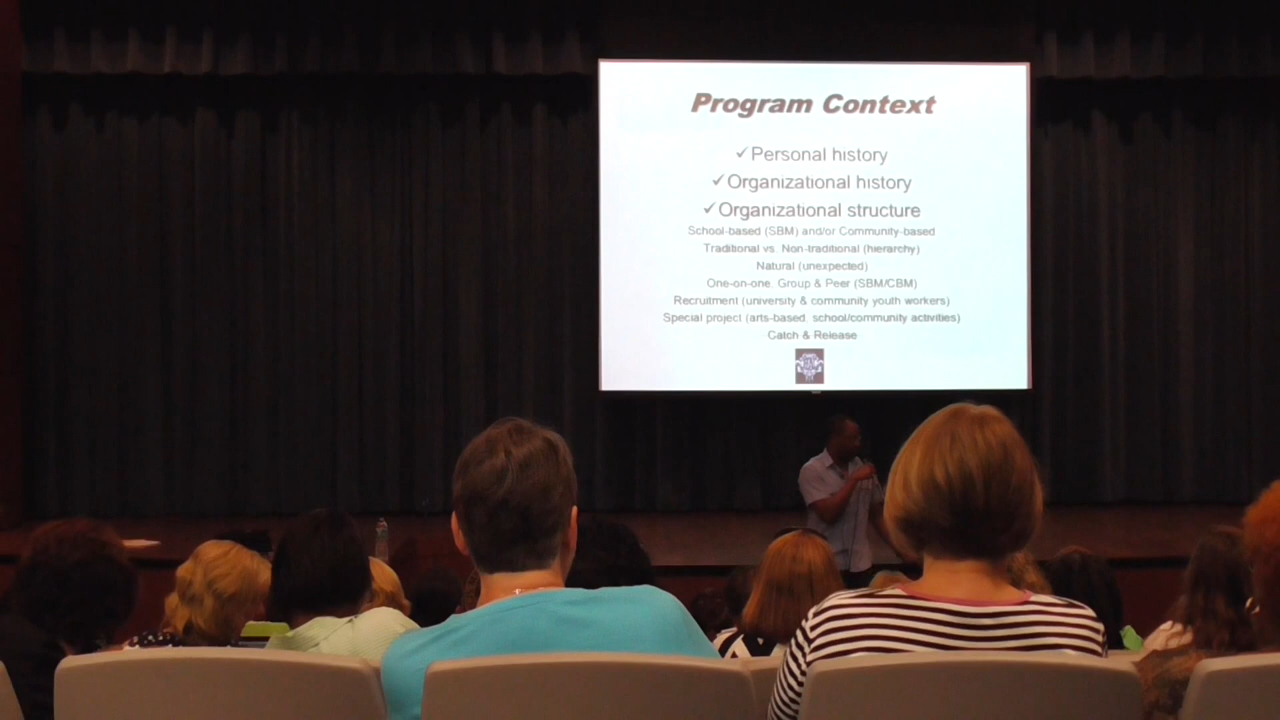 Program Context
✓Personal history
✓Organizational history
✓Organizational structure
School-based (SBM) and/or Community-based
Traditional vs. Non-traditional (hierarchy)
Natural (unexpected)
One-on-one, Group & Peer (SBM/CBM)
Recruitment (university & community youth workers)
Special project (arts-based, school/community activities)
Catch & Release